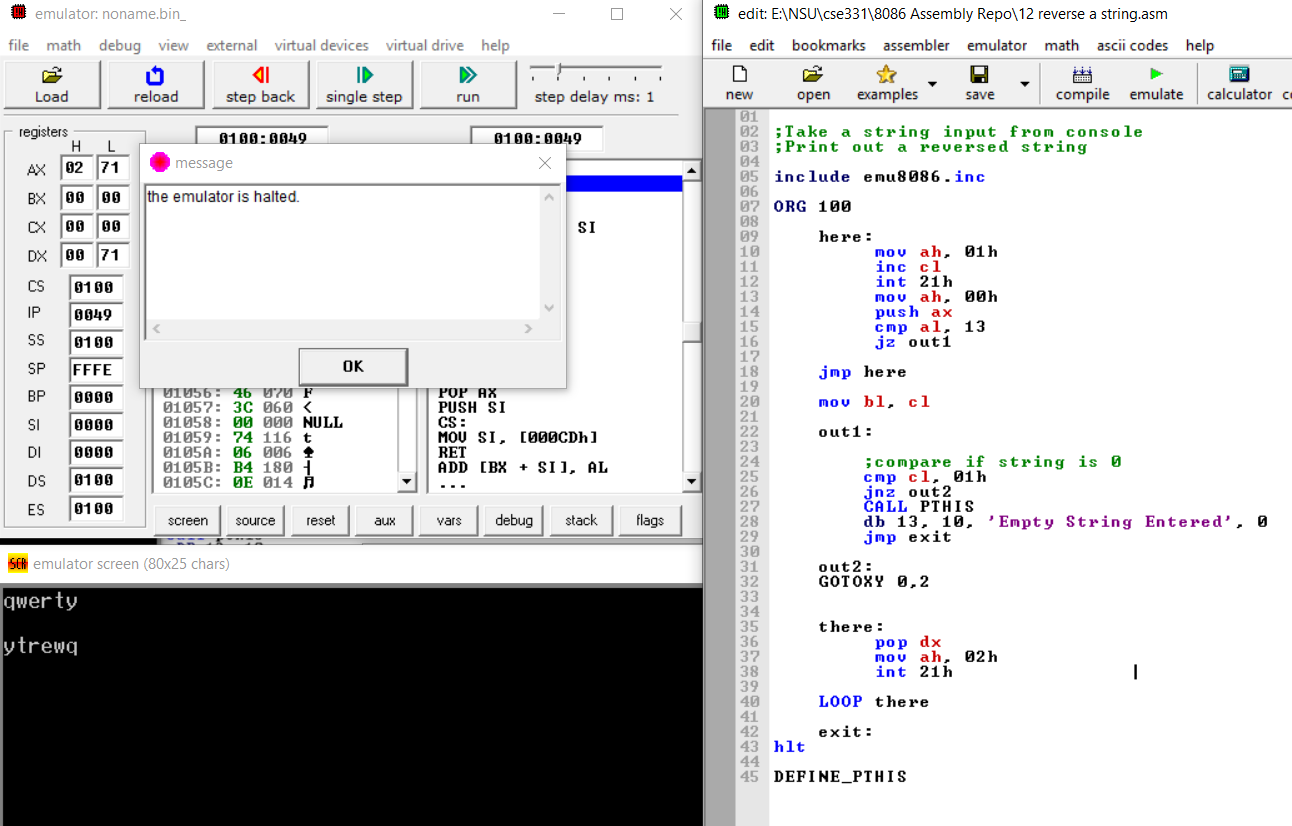 emulator: noname.bin_
file math debug view external virtual devices virtual drive help
Load reload step back single step run step delay ms: 1
registers
H L
0100:0049 0100:0049
AX 02 71
BX 00 00
CX 00 00
DX 00 71
CS 0100
IP 0049
SS 0100
SP FFFE
BP 0000
SI 0000
DI 0000
DS 0100
ES 0100
SI
message
the emulator is halted.
OK
01056: 46 070 F
01057: 3C 060 <
01058: 00 000 NULL
01059: 74 116 t
0105A: 06 006 ♠
0105B: B4 180 ┤
0105C: 0E 014 ♫
POP AX
PUSH SI
CS:
MOV SI, [000CDh]
RET
ADD [BX + SI], AL
...
screen source reset aux vars debug stack flags
SCR emulator screen (80x25 chars)
qwerty
ytrewq
edit: E:\NSU\cse331\8086 Assembly Repo\12 reverse a string.asm
file edit bookmarks assembler emulator math ascii codes help
new open examples save compile emulate calculator
01
02 ;Take a string input from console
03 ;Print out a reversed string
04
05 include emu8086.inc
06
07 ORG 100
08
09 here:
10 mov ah, 01h
11 inc cl
12 int 21h
13 mov ah, 00h
14 push ax
15 cmp al, 13
16 jz out1
17
18 jmp here
19
20 mov bl, cl
21
22 out1:
23
24 ;compare if string is 0
25 cmp cl, 01h
26 jnz out2
27 CALL PTHIS
28 db 13, 10, 'Empty String Entered', 0
29 jmp exit
30
31 out2:
32 GOTOXY 0,2
33
34
35 there:
36 pop dx
37 mov ah, 02h
38 int 21h
39
40 LOOP there
41
42 exit:
43 hlt
44
45 DEFINE_PTHIS